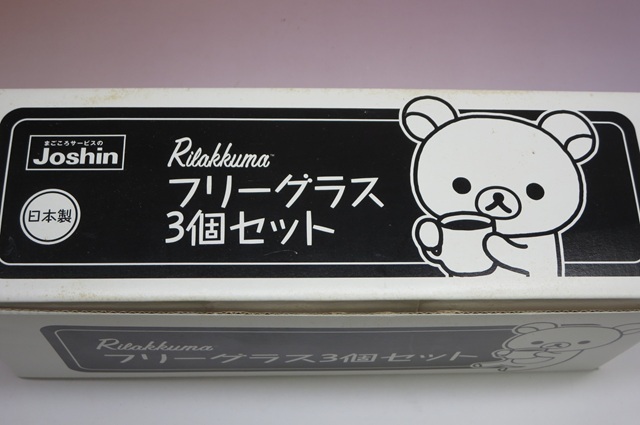 まごころサービスの
Joshin
日本製
Rilakkuma™
フリーグラス
3個セット
Rilakkuma
フリーグラス3個セット